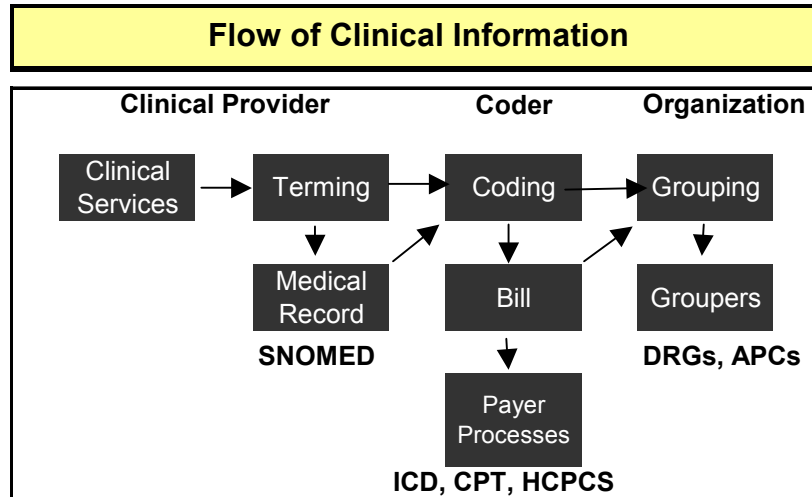 Flow of Clinical Information
Clinical Provider
Coder
Organization
Clinical
Services
Terming
Coding
Grouping
Medical
Record
Bill
Groupers
SNOMED
DRGs, APCs
Payer
Processes
ICD, CPT, HCPCS